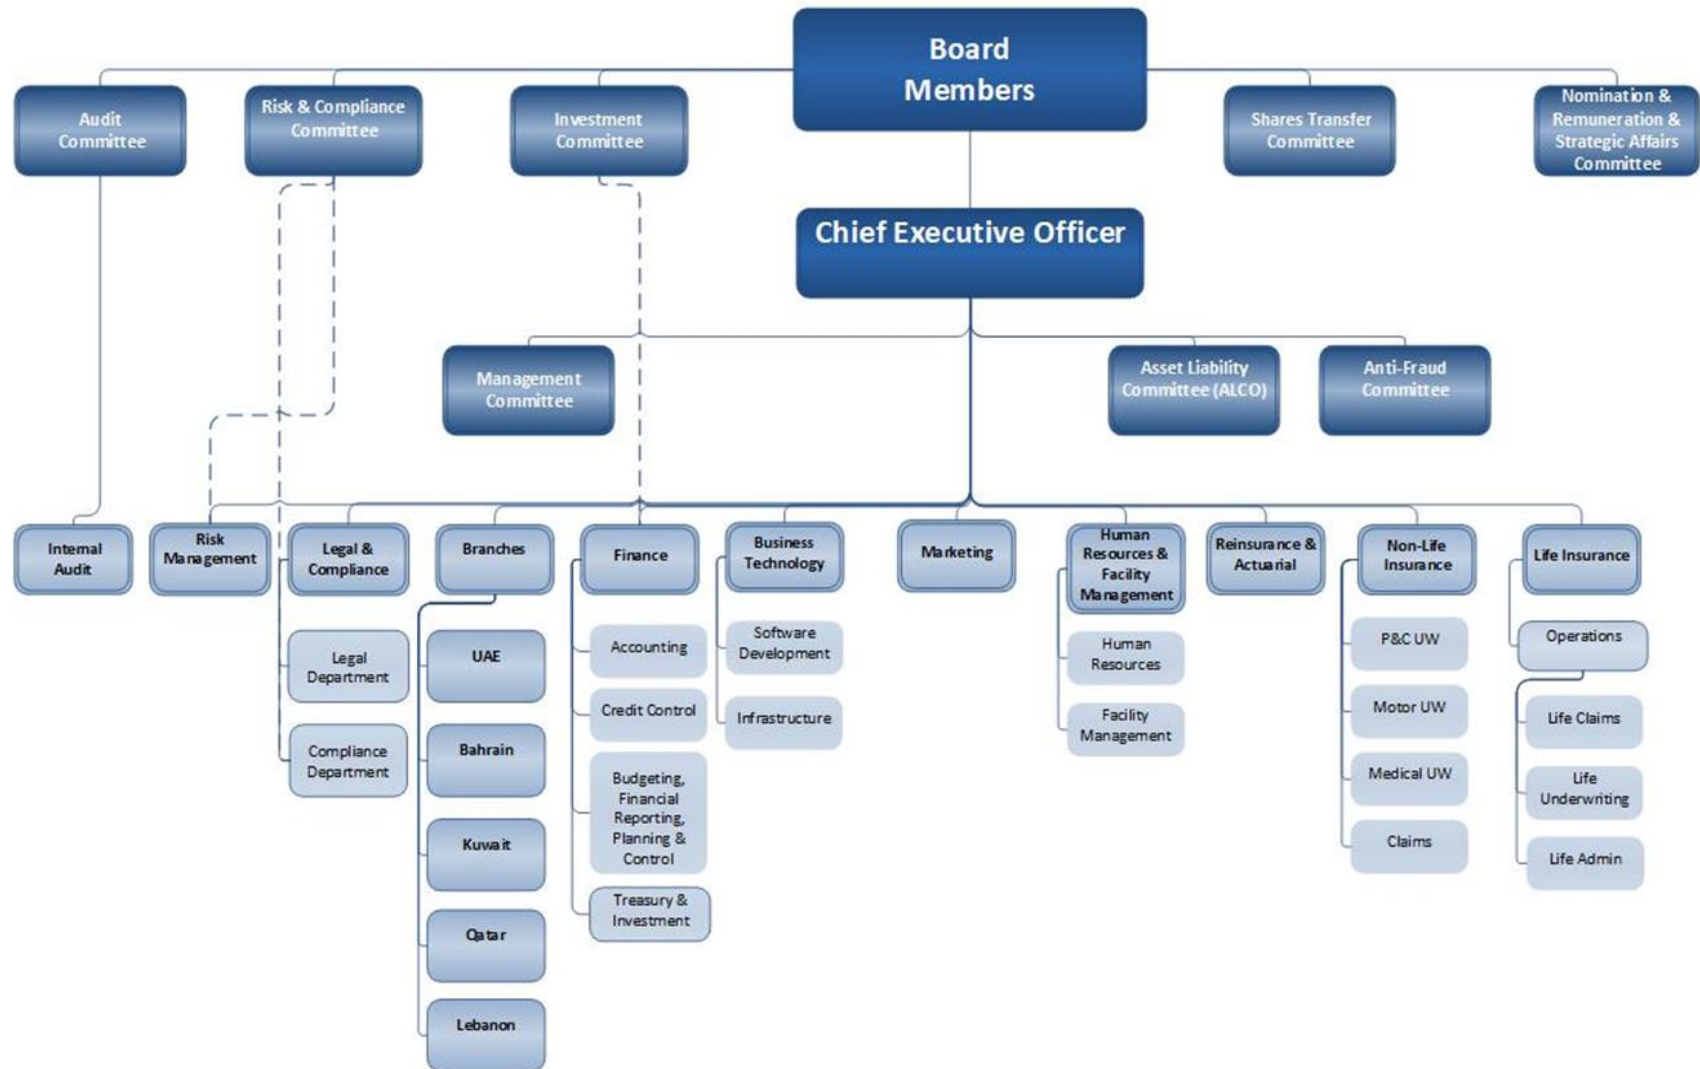 Board
Members
Audit
Committee
Risk & Compliance
Committee
Investment
Committee
Shares Transfer
Committee
Nomination &
Remuneration &
Strategic Affairs
Committee
Chief Executive Officer
Management
Committee
Asset Liability
Committee (ALCO)
Anti-Fraud
Committee
Internal
Audit
Risk
Management
Legal &
Compliance
Branches
Finance
Business
Technology
Marketing
Human
Resources &
Facility
Management
Reinsurance &
Actuarial
Non-Life
Insurance
Life Insurance
Legal
Department
Compliance
Department
UAE
Bahrain
Kuwait
Qatar
Lebanon
Accounting
Credit Control
Budgeting,
Financial
Reporting,
Planning &
Control
Treasury &
Investment
Software
Development
Infrastructure
Human
Resources
Facility
Management
P&C UW
Motor UW
Medical UW
Claims
Operations
Life Claims
Life
Underwriting
Life Admin